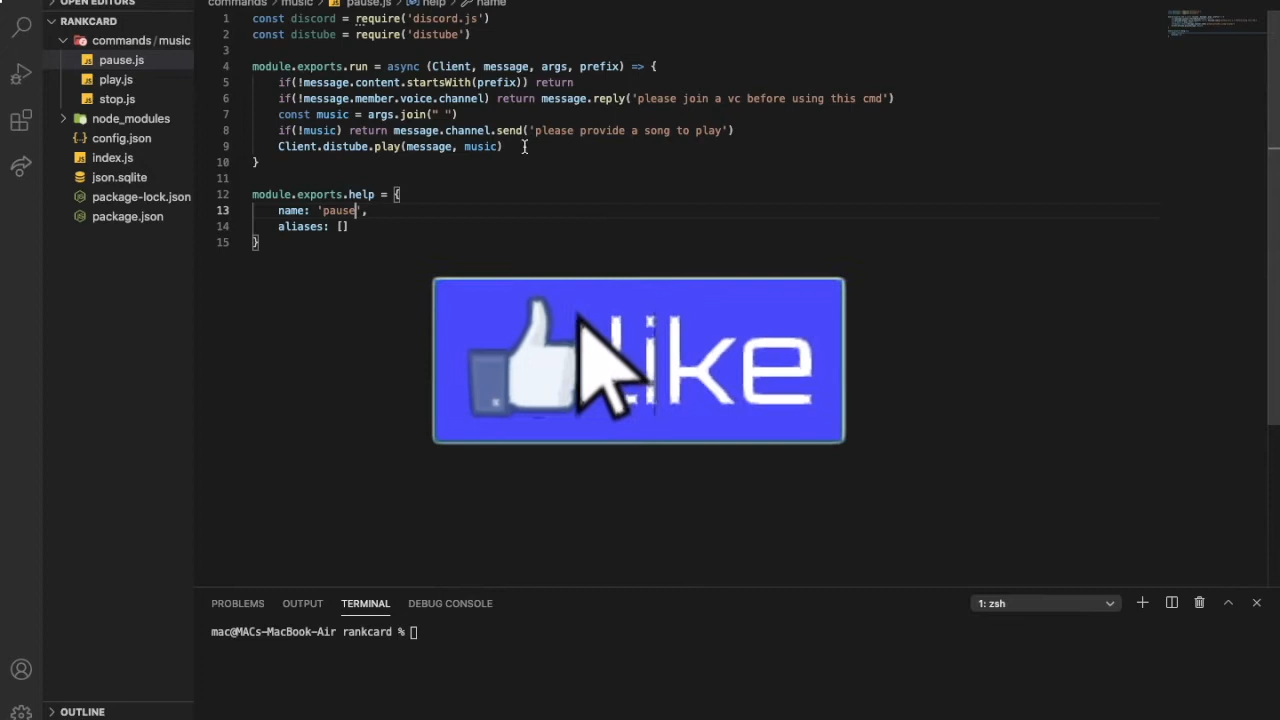 OPEN EDITORS
commands > music > pause.js > help > name
RANKCARD
commands / music
pause.js
play.js
stop.js
node_modules
config.json
index.js
json.sqlite
package-lock.json
package.json
OUTLINE
1 const discord = require('discord.js')
2 const distube = require('distube')
3
4 module.exports.run = async (Client, message, args, prefix) => {
5 if(!message.content.startsWith(prefix)) return
6 if(!message.member.voice.channel) return message.reply('please join a vc before using this cmd')
7 const music = args.join(" ")
8 if(!music) return message.channel.send('please provide a song to play')
9 Client.distube.play(message, music)
10 }
11
12 module.exports.help = {
13 name: 'pause',
14 aliases: []
15 }
like
PROBLEMS OUTPUT TERMINAL DEBUG CONSOLE 1: zsh
mac@MACs-MacBook-Air rankcard %